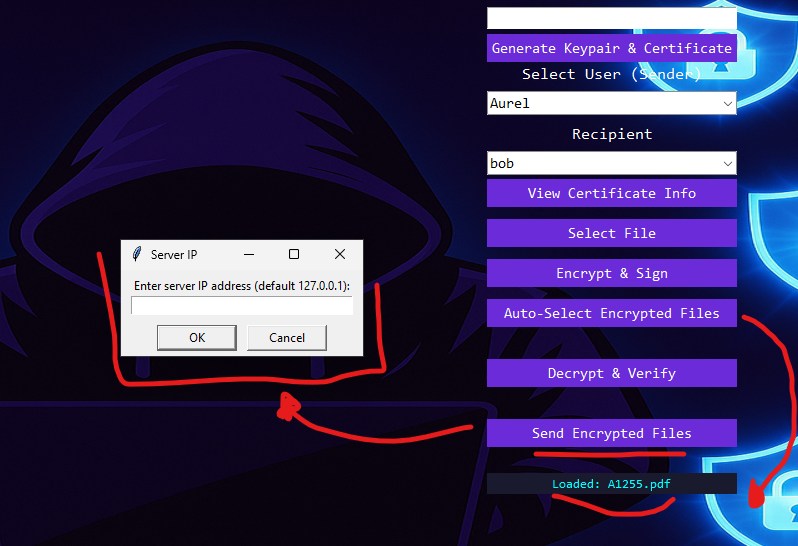 Generate Keypair & Certificate
Select User (Sender)
Aurel
Recipient
bob
View Certificate Info
Select File
Encrypt & Sign
Auto-Select Encrypted Files
Decrypt & Verify
Send Encrypted Files
Loaded: A1255.pdf
Server IP
Enter server IP address (default 127.0.0.1):
OK
Cancel